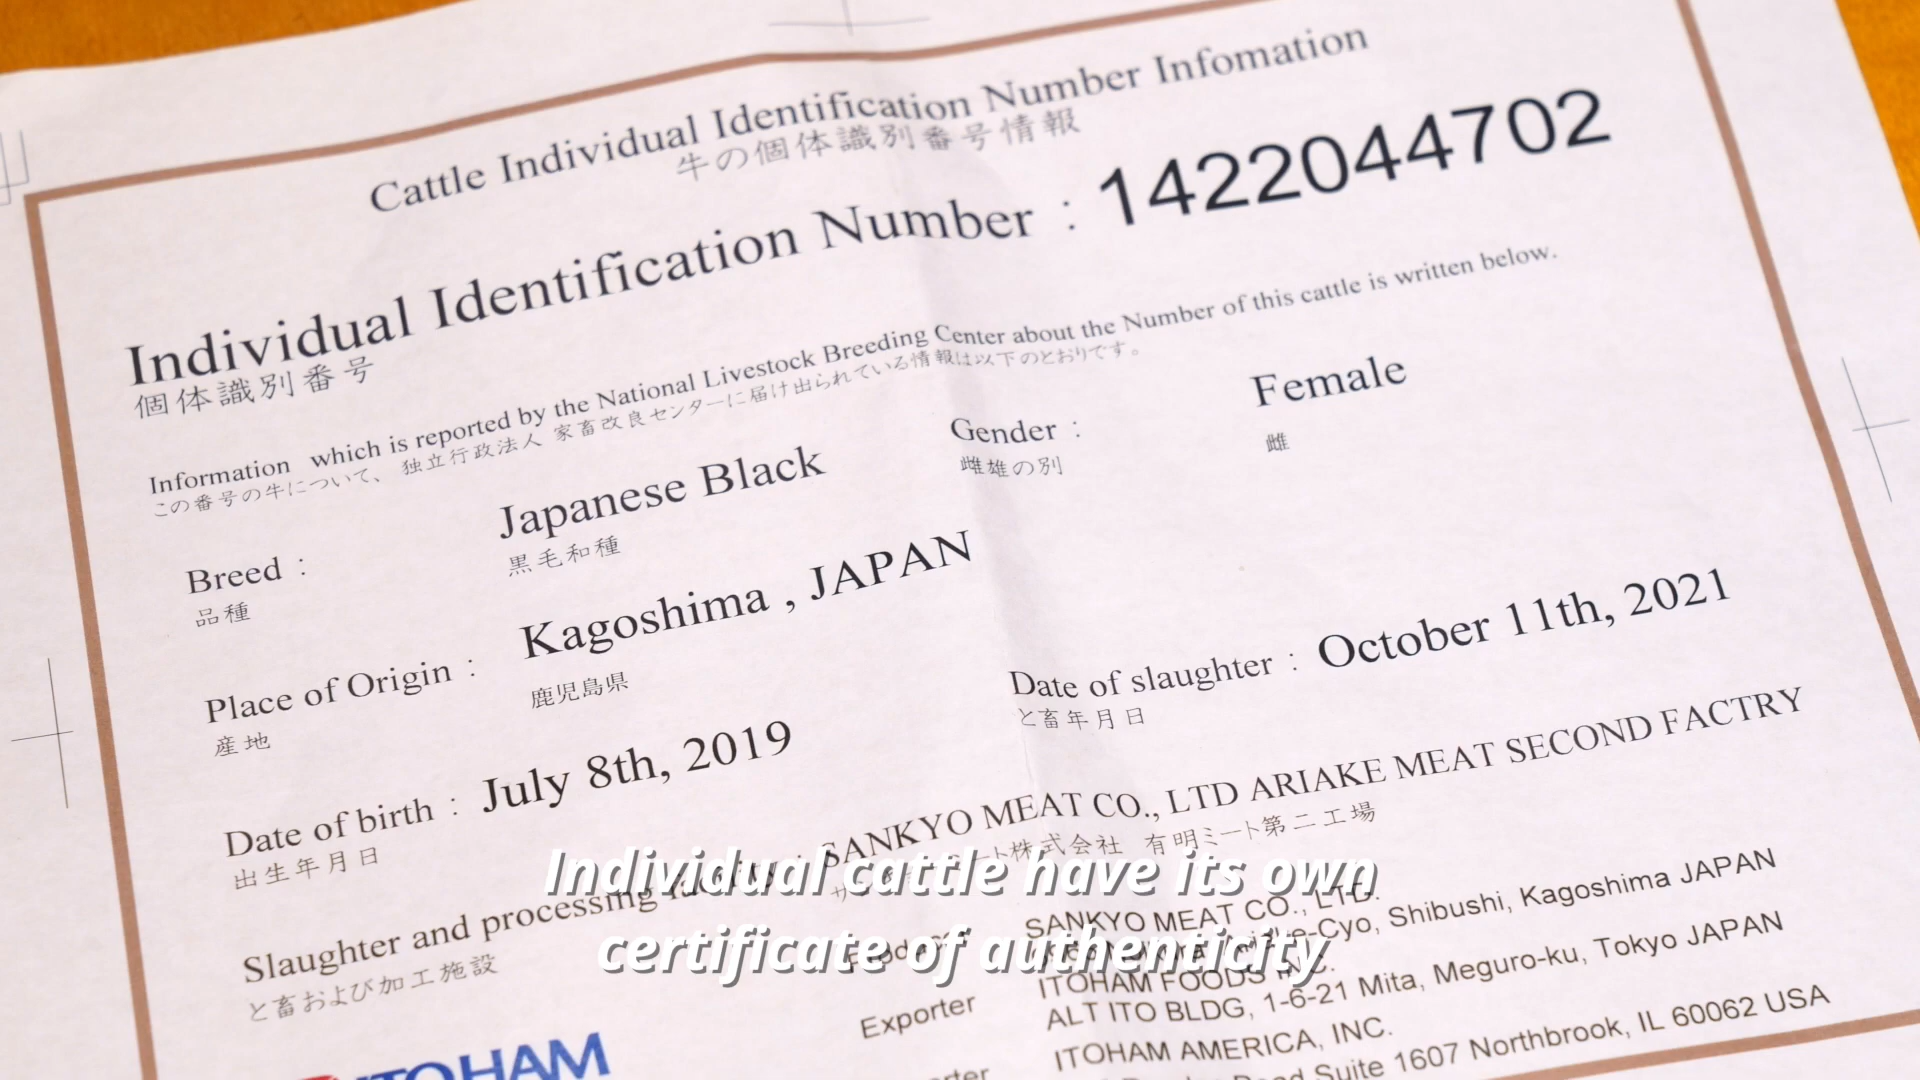 Cattle Individual Identification Number Infomation
牛の個体識別番号情報
Individual Identification Number : 1422044702
個体識別番号
Information which is reported by the National Livestock Breeding Center about the Number of this cattle is written below.
この番号の牛について、独立行政法人 家畜改良センターに届け出られている情報は以下のとおりです。
Breed : Japanese Black Gender : Female
品種 黒毛和種 雌雄の別 雌
Place of Origin : Kagoshima , JAPAN
産地 鹿児島県
Date of birth : July 8th, 2019 Date of slaughter : October 11th, 2021
出生年月日 と畜年月日
Slaughter and processing facility : SANKYO MEAT CO., LTD ARIAKE MEAT SECOND FACTRY
と畜および加工施設 株式会社 有明ミート第二工場
Individual cattle have its own
certificate of authenticity
SANKYO MEAT CO., LTD.
Shibushi, Kagoshima JAPAN
Exporter ITOHAM FOODS INC.
ALT ITO BLDG, 1-6-21 Mita, Meguro-ku, Tokyo JAPAN
ITOHAM AMERICA, INC.
Suite 1607 Northbrook, IL 60062 USA
ITOHAM